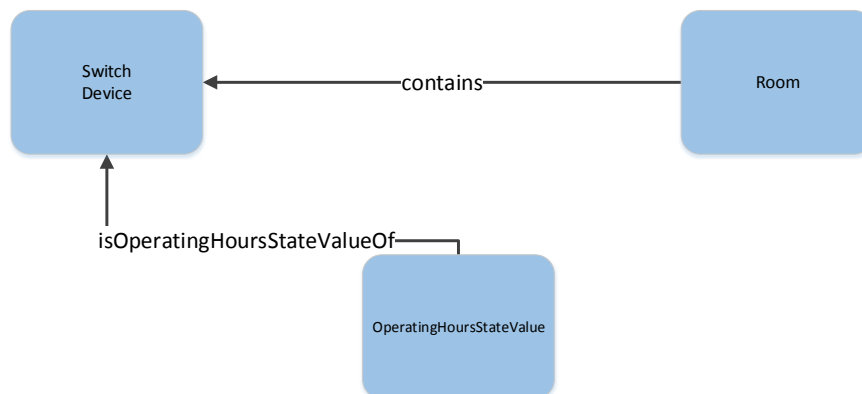 Switch
Device
contains
Room
isOperatingHoursStateValueOf
OperatingHoursStateValue